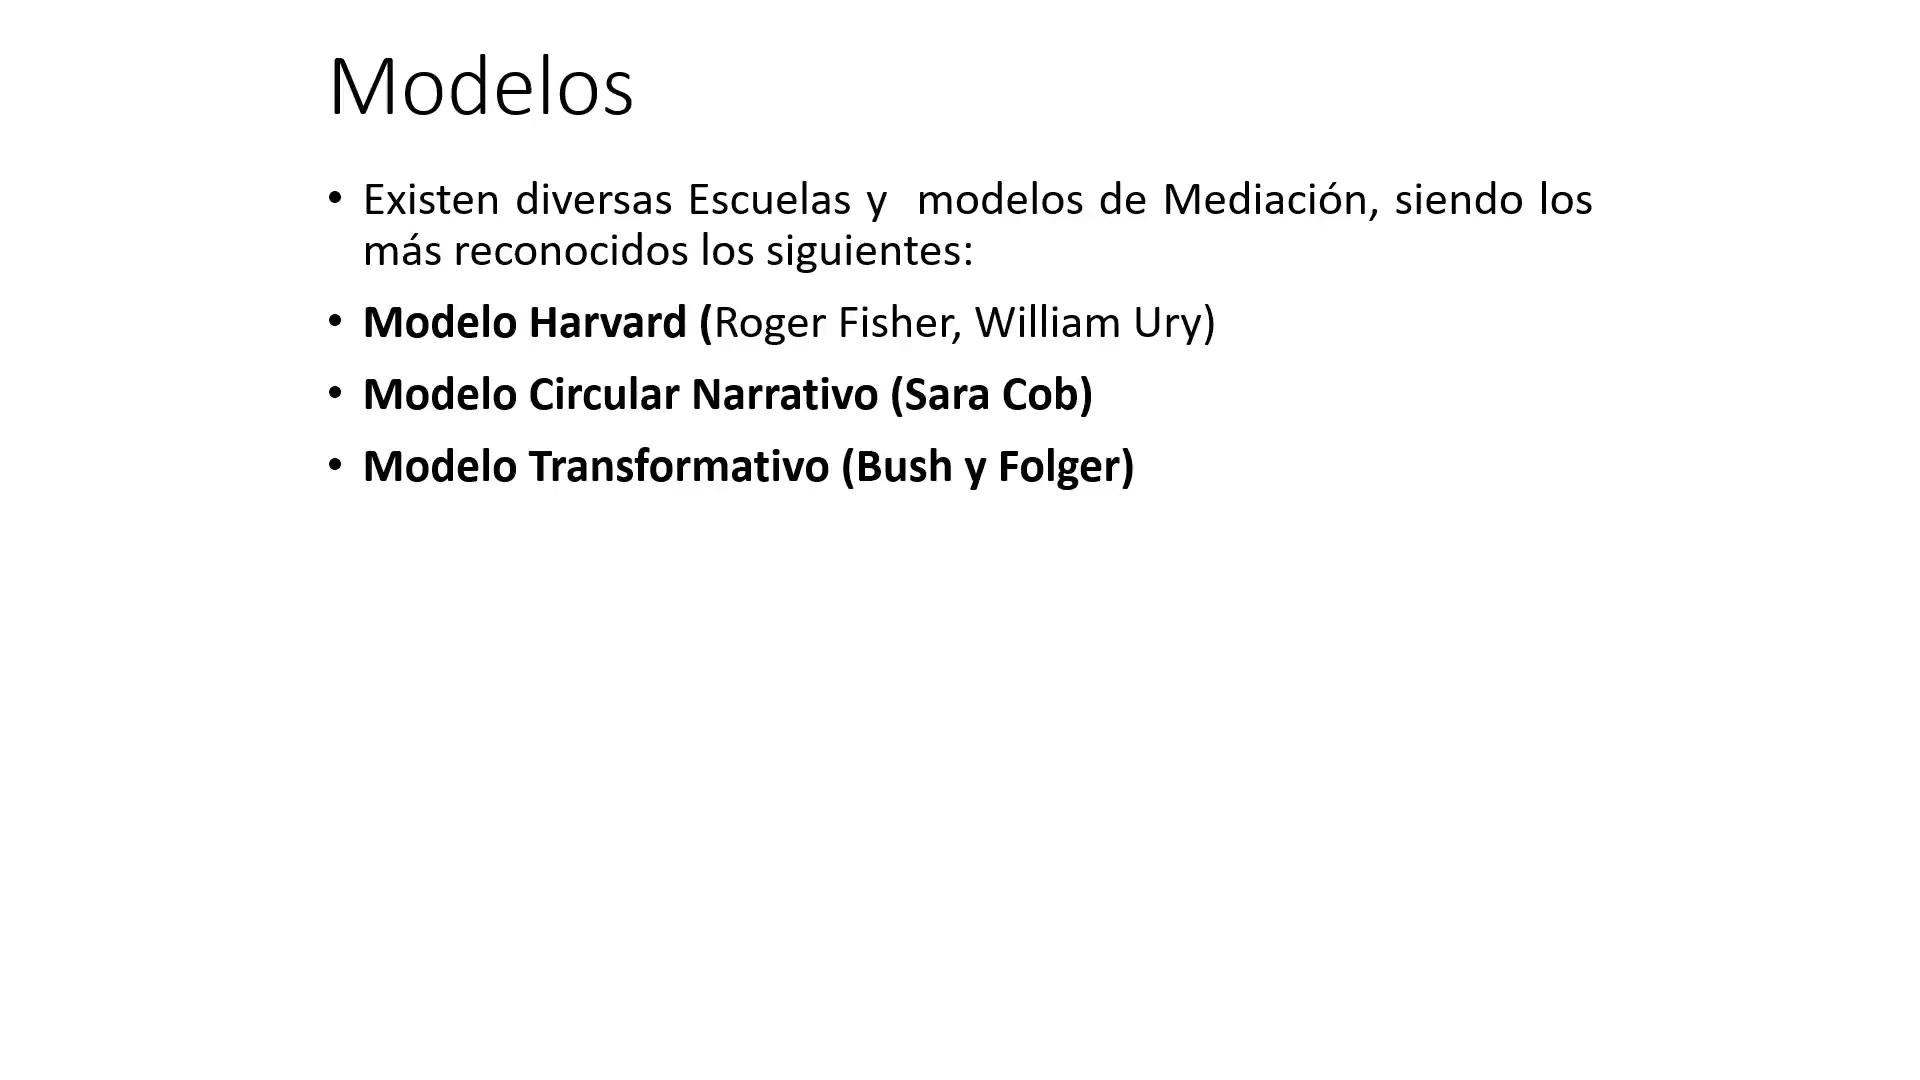 Modelos
• Existen diversas Escuelas y  modelos de Mediación, siendo los
más reconocidos los siguientes:
• Modelo Harvard (Roger Fisher, William Ury)
• Modelo Circular Narrativo (Sara Cob)
• Modelo Transformativo (Bush y Folger)